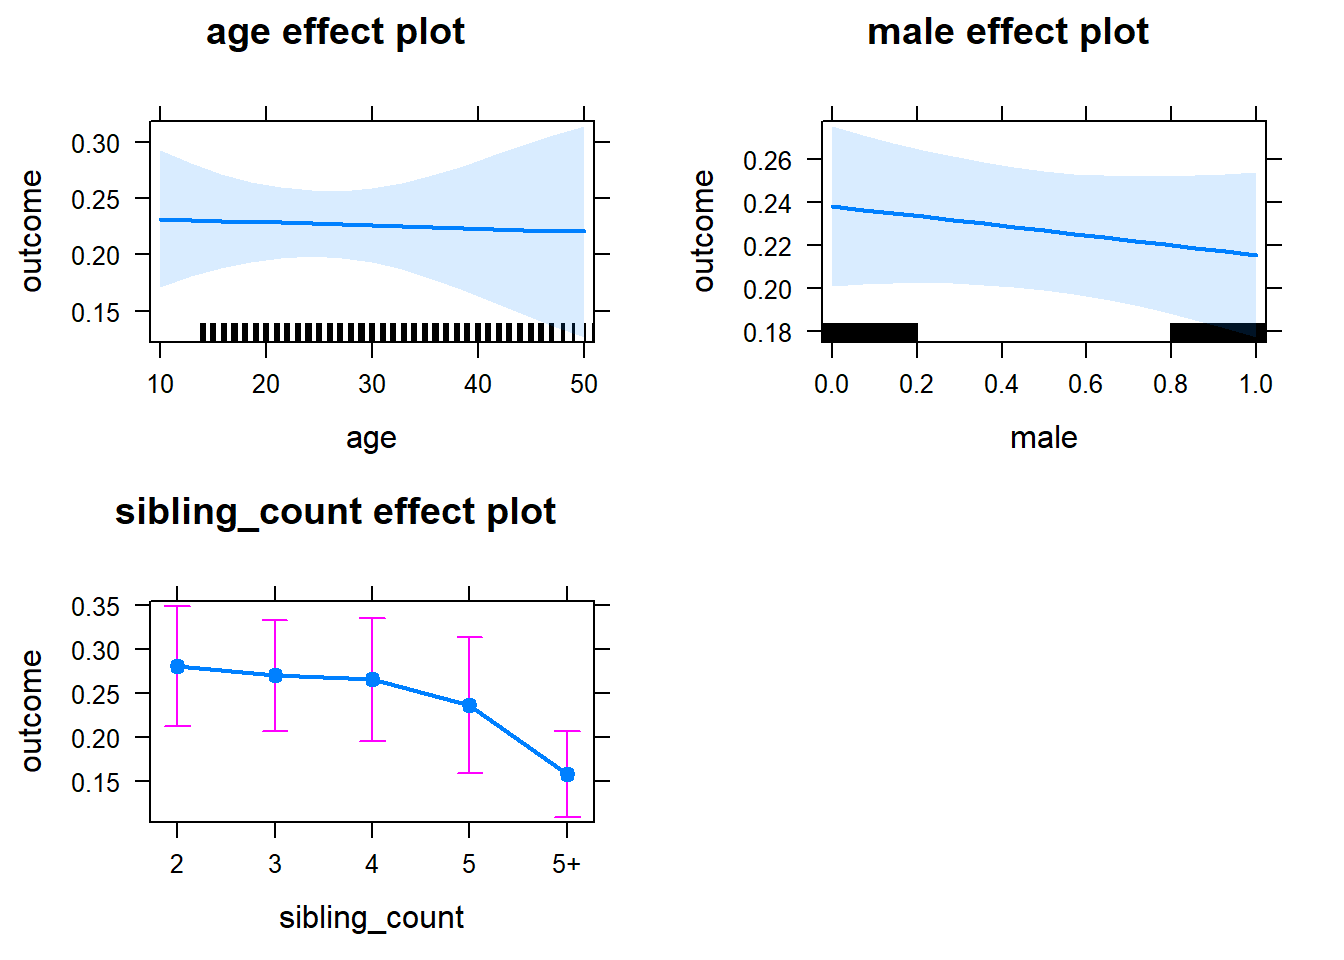 age effect plot
outcome
0.30
0.25
0.20
0.15
10 20 30 40 50
age
male effect plot
outcome
0.26
0.24
0.22
0.20
0.18
0.0 0.2 0.4 0.6 0.8 1.0
male
sibling_count effect plot
outcome
0.35
0.30
0.25
0.20
0.15
2 3 4 5 5+
sibling_count